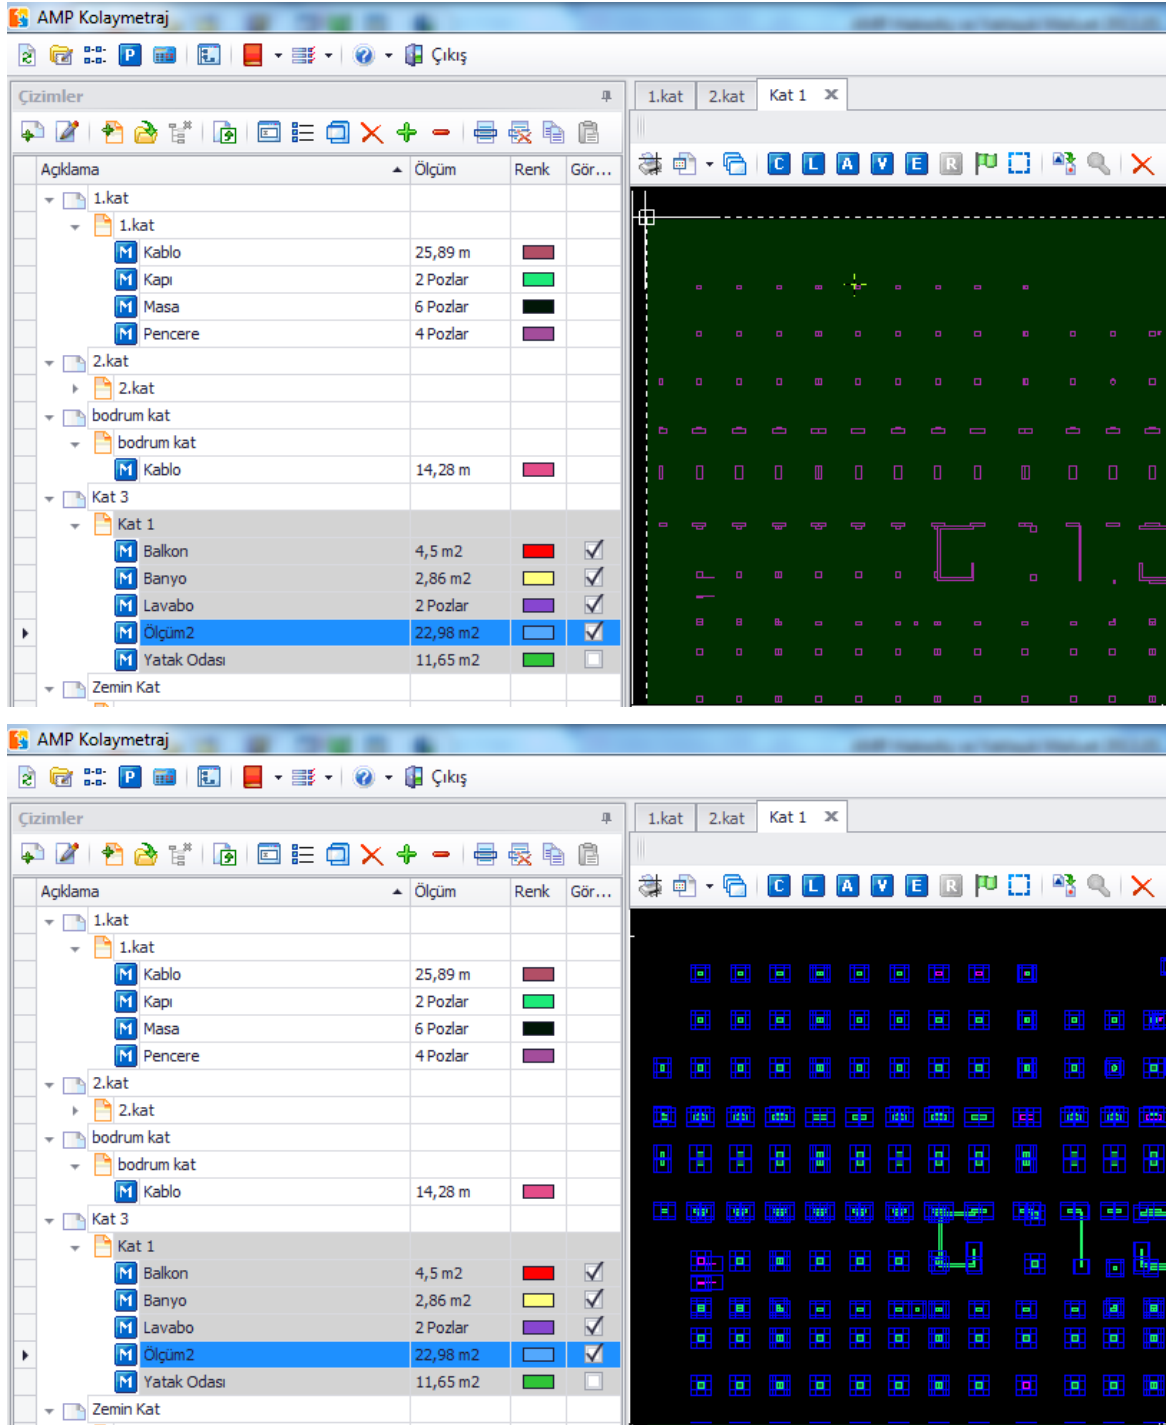 AMP Kolaymetraj
P Çıkış
Çizimler
1.kat 2.kat Kat 1
C L A V E R
Açıklama Ölçüm Renk Gör...
1.kat
1.kat
M Kablo 25,89 m
M Kapı 2 Pozlar
M Masa 6 Pozlar
M Pencere 4 Pozlar
2.kat
2.kat
bodrum kat
bodrum kat
M Kablo 14,28 m
Kat 3
Kat 1
M Balkon 4,5 m2
M Banyo 2,86 m2
M Lavabo 2 Pozlar
M Ölçüm2 22,98 m2
M Yatak Odası 11,65 m2
Zemin Kat
AMP Kolaymetraj
P Çıkış
Çizimler
1.kat 2.kat Kat 1
C L A V E R
Açıklama Ölçüm Renk Gör...
1.kat
1.kat
M Kablo 25,89 m
M Kapı 2 Pozlar
M Masa 6 Pozlar
M Pencere 4 Pozlar
2.kat
2.kat
bodrum kat
bodrum kat
M Kablo 14,28 m
Kat 3
Kat 1
M Balkon 4,5 m2
M Banyo 2,86 m2
M Lavabo 2 Pozlar
M Ölçüm2 22,98 m2
M Yatak Odası 11,65 m2
Zemin Kat